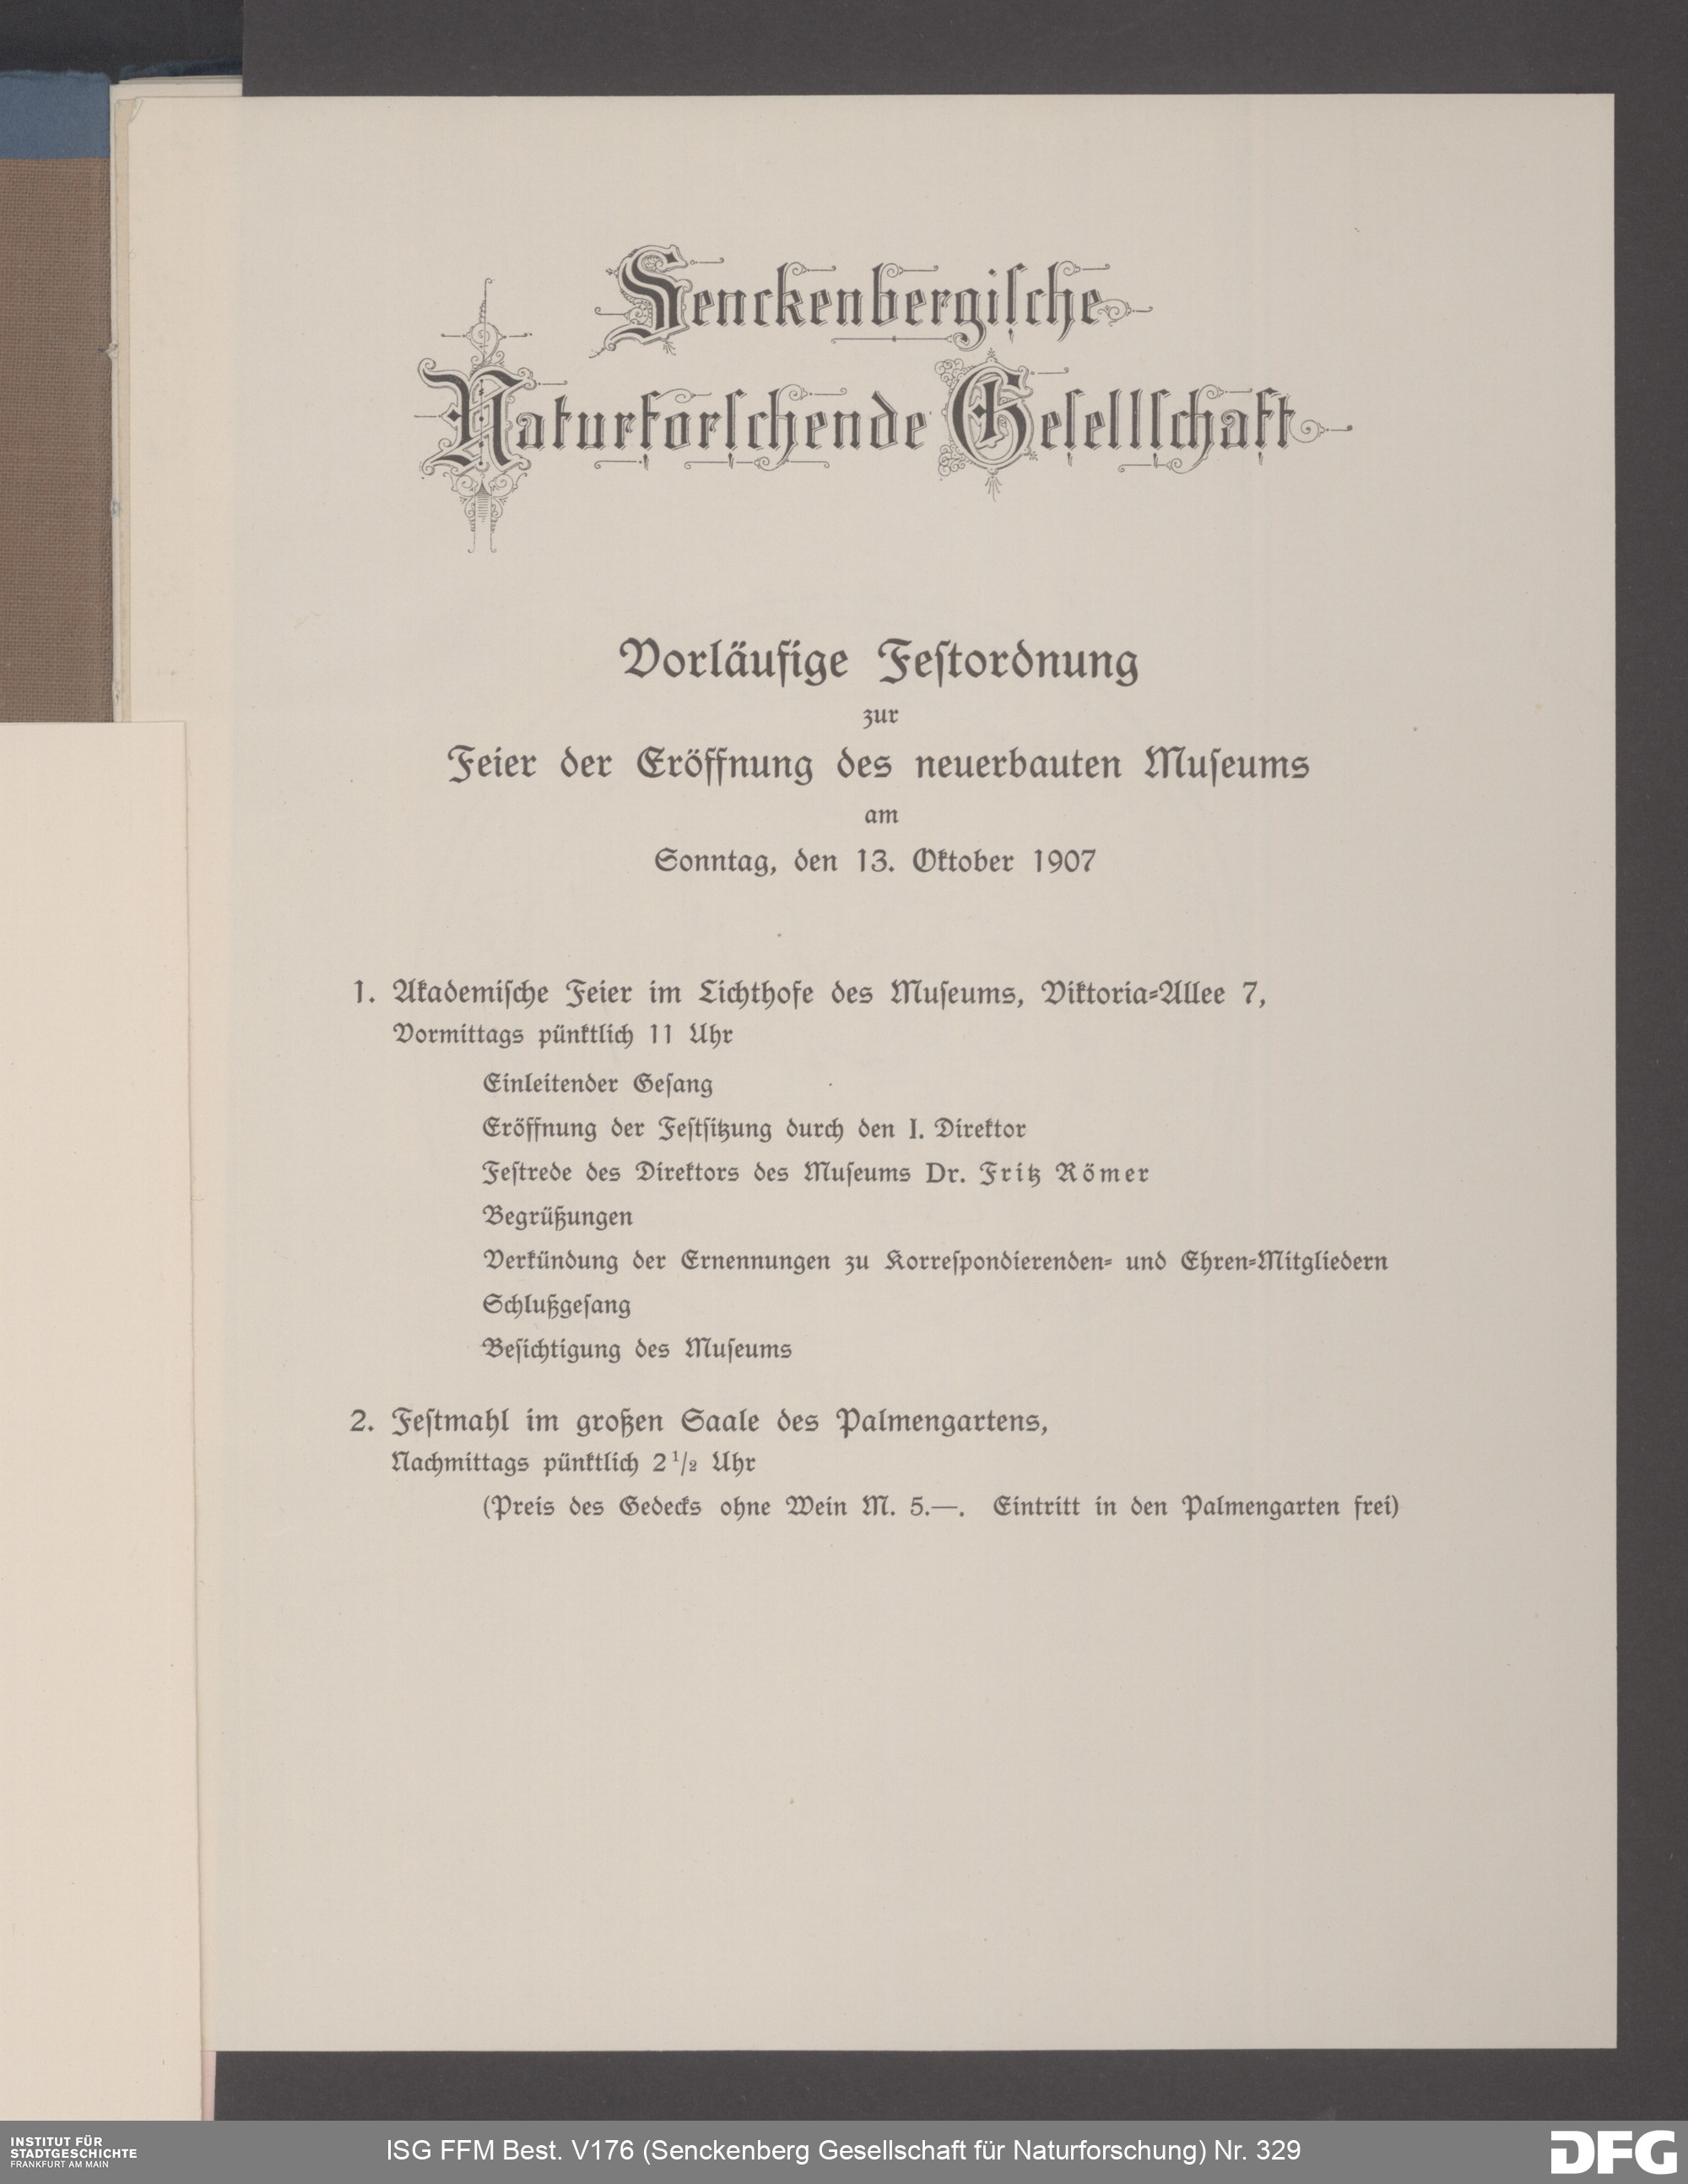 Senckenbergische
Naturforschende Gesellschaft
Vorläufige Festordnung
zur
Feier der Eröffnung des neuerbauten Museums
am
Sonntag, den 13. Oktober 1907
1. Akademische Feier im Lichthofe des Museums, Viktoria-Allee 7,
Vormittags pünktlich 11 Uhr
Einleitender Gesang
Eröffnung der Festsitzung durch den I. Direktor
Festrede des Direktors des Museums Dr. Fritz Römer
Begrüßungen
Verkündung der Ernennungen zu Korrespondierenden- und Ehren-Mitgliedern
Schlußgesang
Besichtigung des Museums
2. Festmahl im großen Saale des Palmengartens,
Nachmittags pünktlich 2 1/2 Uhr
(Preis des Gedecks ohne Wein M. 5.—. Eintritt in den Palmengarten frei)
INSTITUT FÜR
STADTGESCHICHTE
FRANKFURT AM MAIN
ISG FFM Best. V176 (Senckenberg Gesellschaft für Naturforschung) Nr. 329
DFG